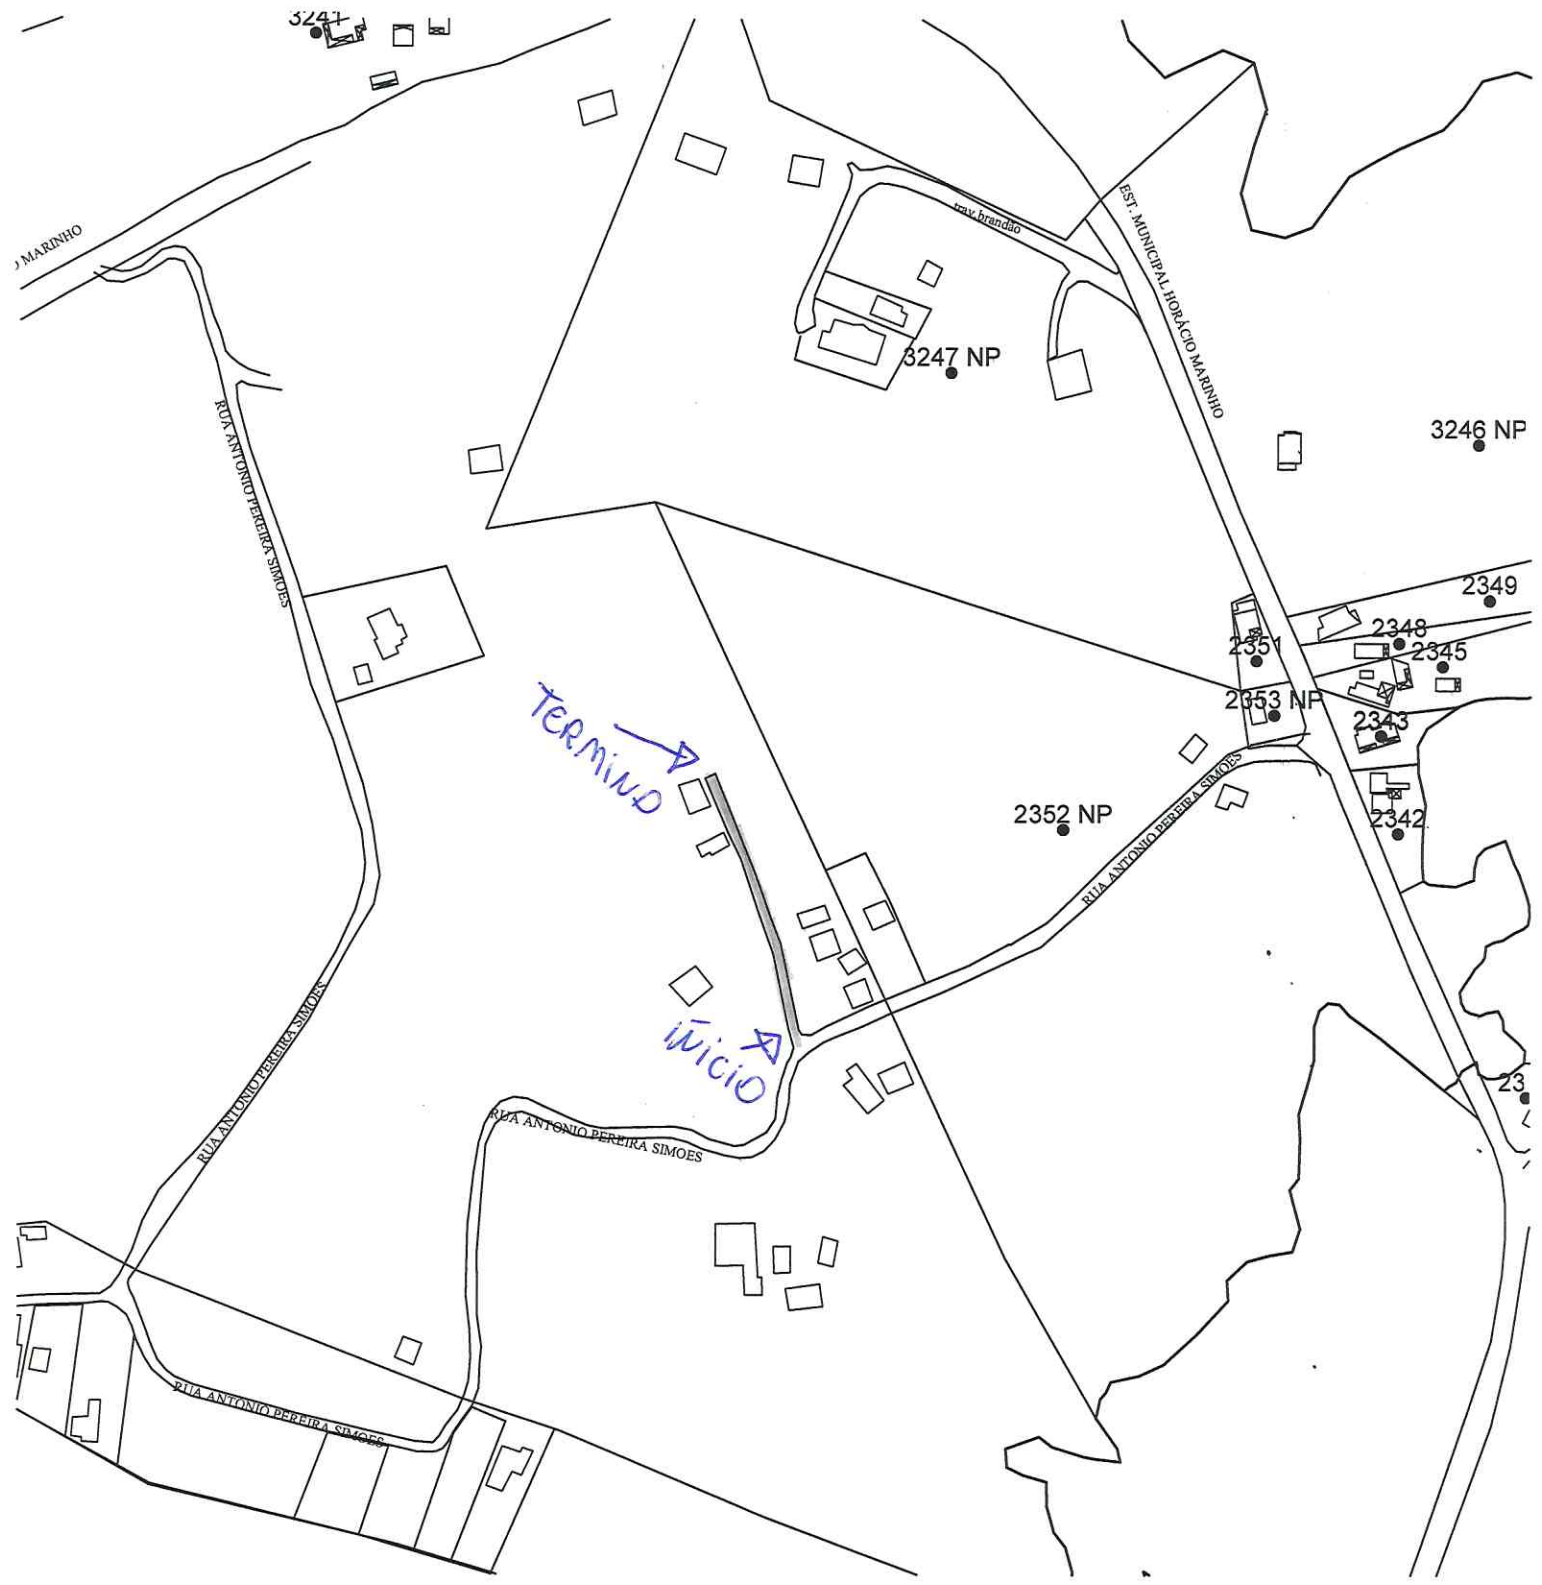 3241
O MARINHO
trav. brandão
EST. MUNICIPAL HORÁCIO MARINHO
3247 NP
3246 NP
RUA ANTONIO PEREIRA SIMOES
2349
2348
2351
2345
2353 NP
2343
TERMINO
RUA ANTONIO PEREIRA SIMOES
2352 NP
2342
RUA ANTONIO PEREIRA SIMOES
INICIO
23
RUA ANTONIO PEREIRA SIMOES
RUA ANTONIO PEREIRA SIMOES